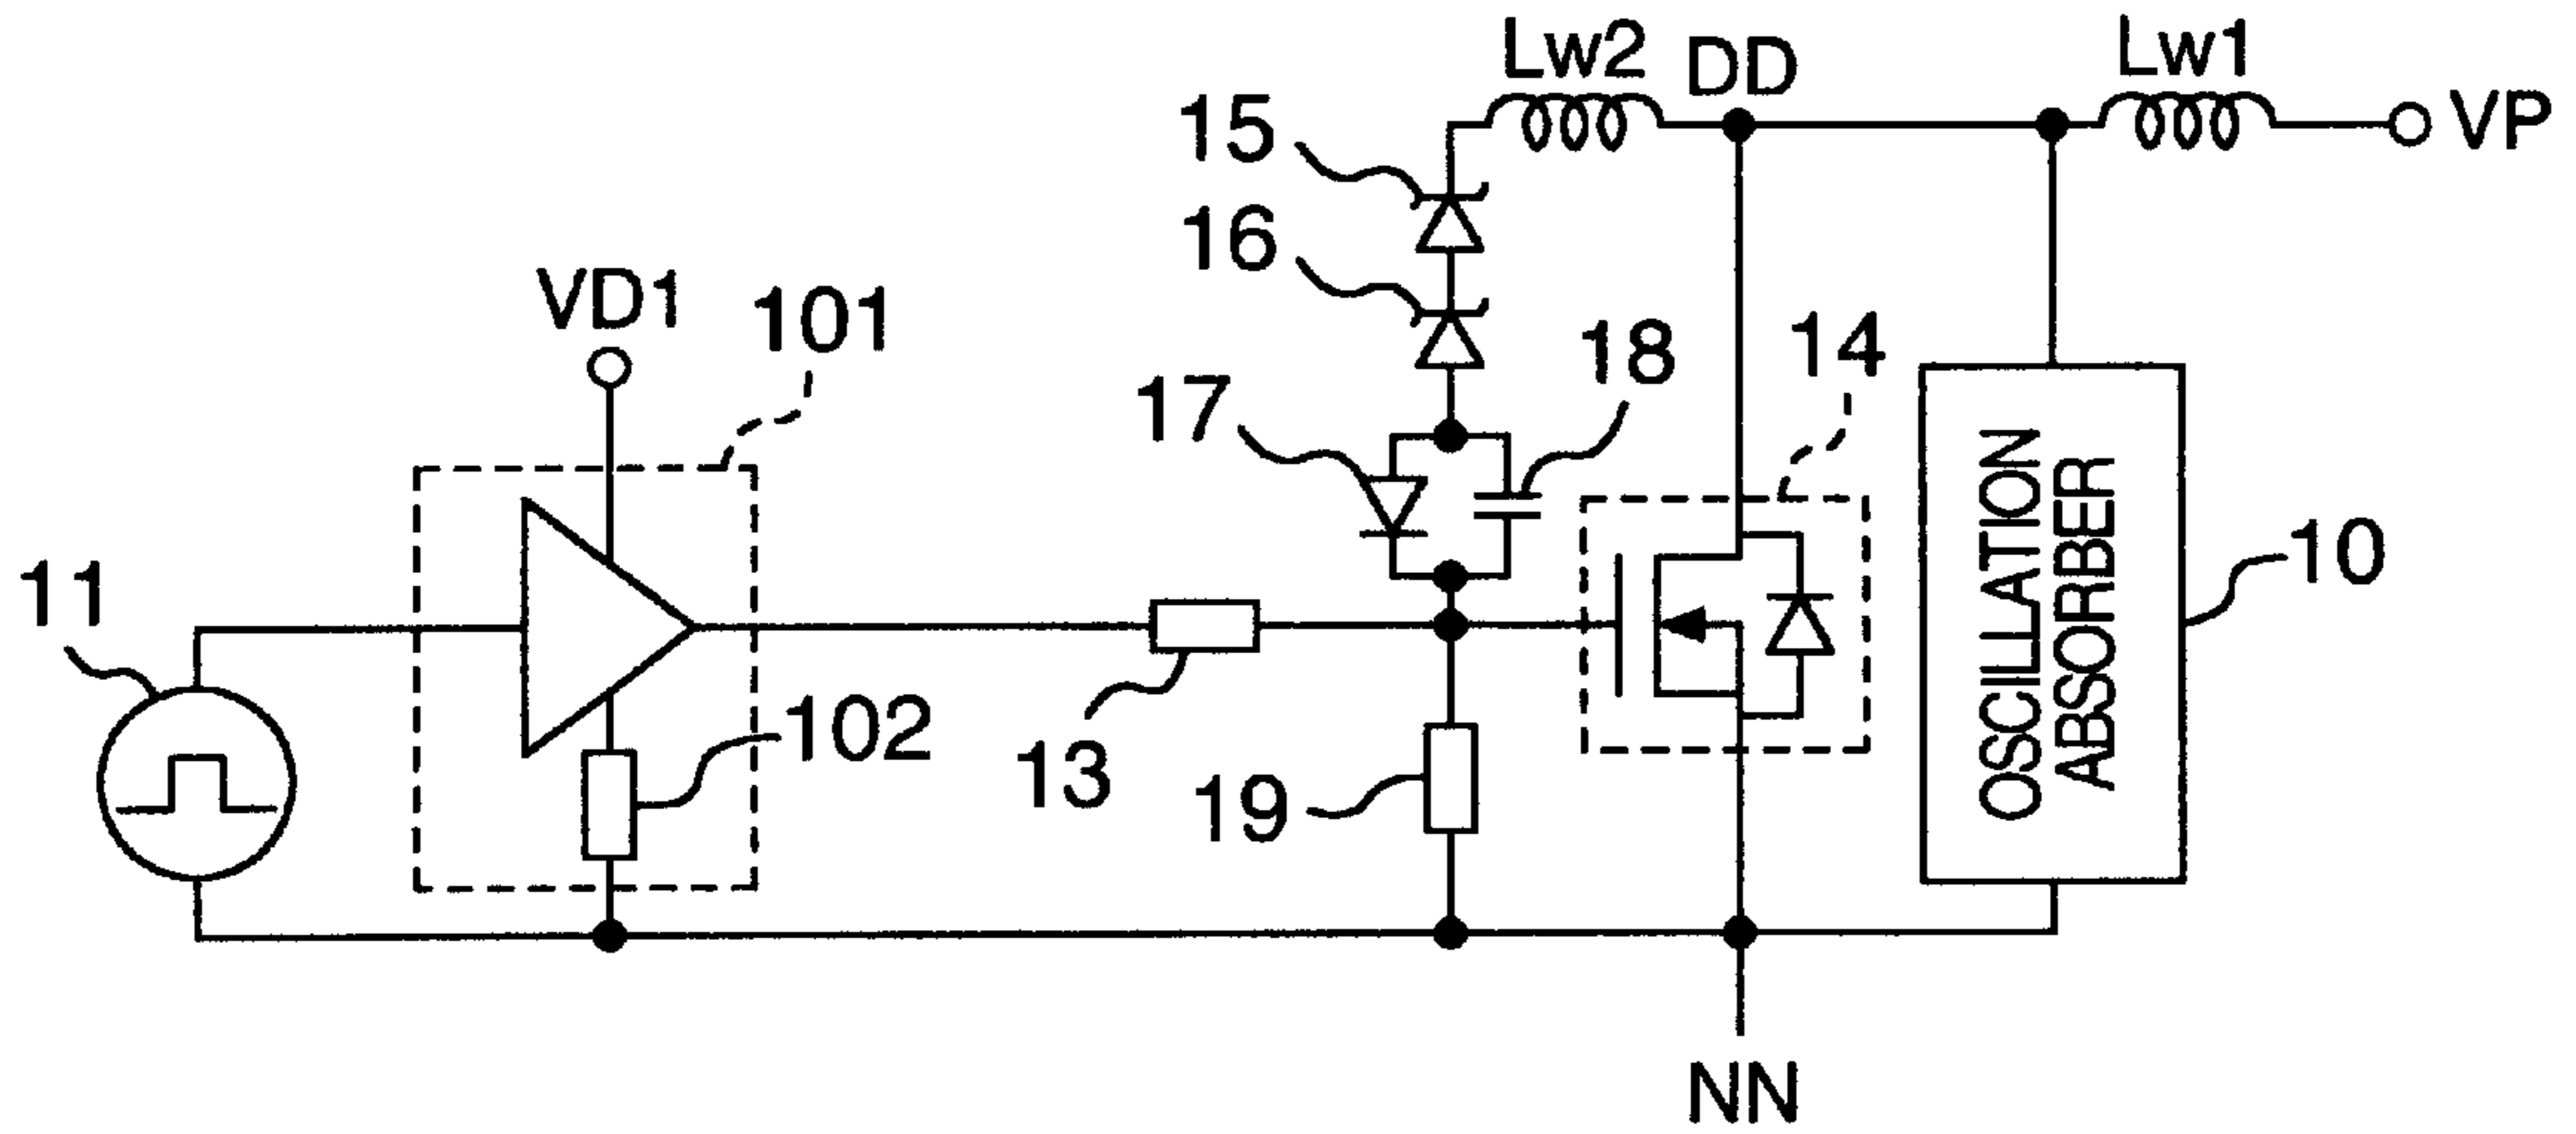 Lw2
DD
Lw1
VP
15
16
VD1
101
18
14
17
OSCILLATION
ABSORBER
10
11
102
13
19
NN